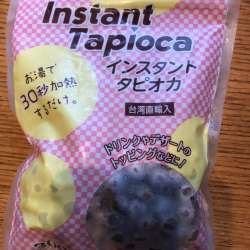 Instant
Tapioca
インスタント
タピオカ
お湯で
30秒加熱
するだけ。
台湾直輸入
ドリンクやデザートの
トッピングなどに!